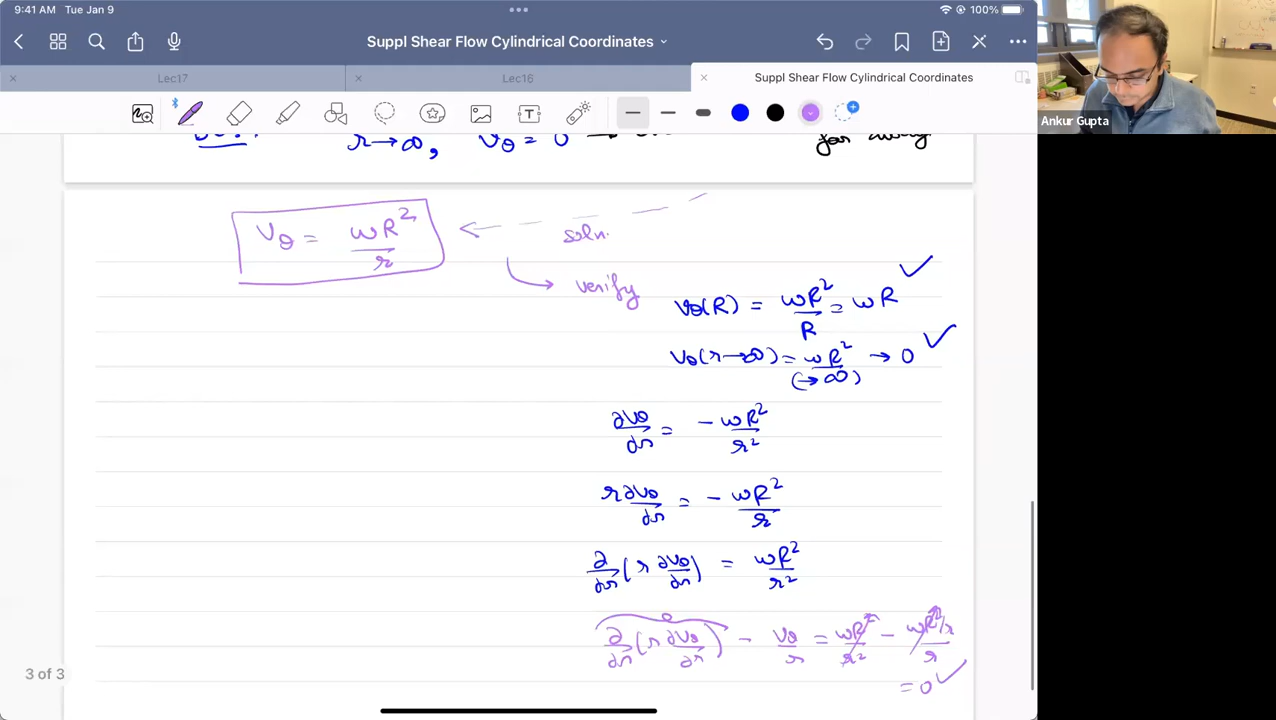 9:41 AM Tue Jan 9
100%
Suppl Shear Flow Cylindrical Coordinates
Lec17
Lec16
Suppl Shear Flow Cylindrical Coordinates
Ankur Gupta
r→∞, vθ = 0
far away
vθ = ωR²/r
soln.
verify
vθ(R) = ωR²/R = ωR ✓
vθ(r→∞) = ωR²/(→∞) → 0 ✓
∂vθ/∂r = -ωR²/r²
r∂vθ/∂r = -ωR²/r
∂/∂r(r ∂vθ/∂r) = ωR²/r²
∂/∂r(r ∂vθ/∂r) - vθ/r = ωR²/r² - ωR²/r/r
= 0 ✓
3 of 3